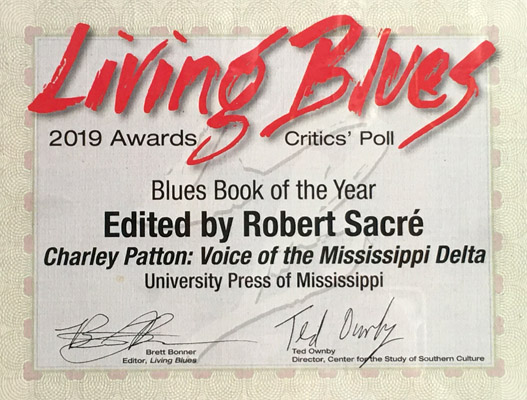 Living Blues
2019 Awards Critics' Poll
Blues Book of the Year
Edited by Robert Sacré
Charley Patton: Voice of the Mississippi Delta
University Press of Mississippi
Ted Ownby
Brett Bonner
Editor, Living Blues
Ted Ownby
Director, Center for the Study of Southern Culture